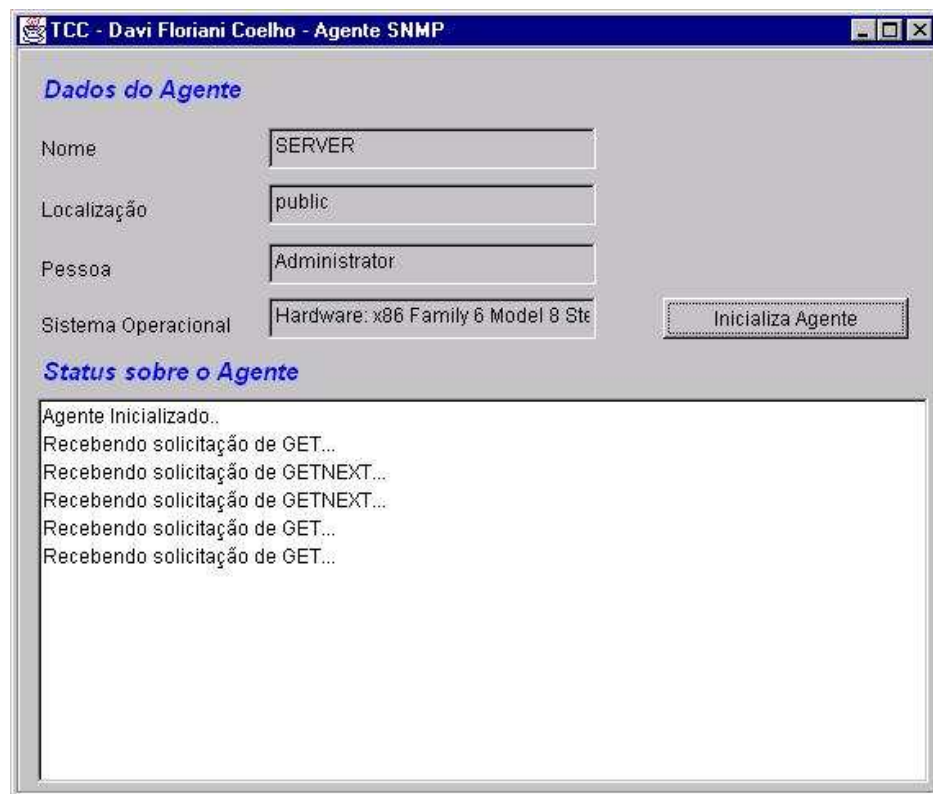 TCC - Davi Floriani Coelho - Agente SNMP
Dados do Agente
Nome SERVER
Localização public
Pessoa Administrator
Sistema Operacional Hardware: x86 Family 6 Model 8 Ste
Inicializa Agente
Status sobre o Agente
Agente Inicializado..
Recebendo solicitação de GET...
Recebendo solicitação de GETNEXT...
Recebendo solicitação de GETNEXT...
Recebendo solicitação de GET...
Recebendo solicitação de GET...